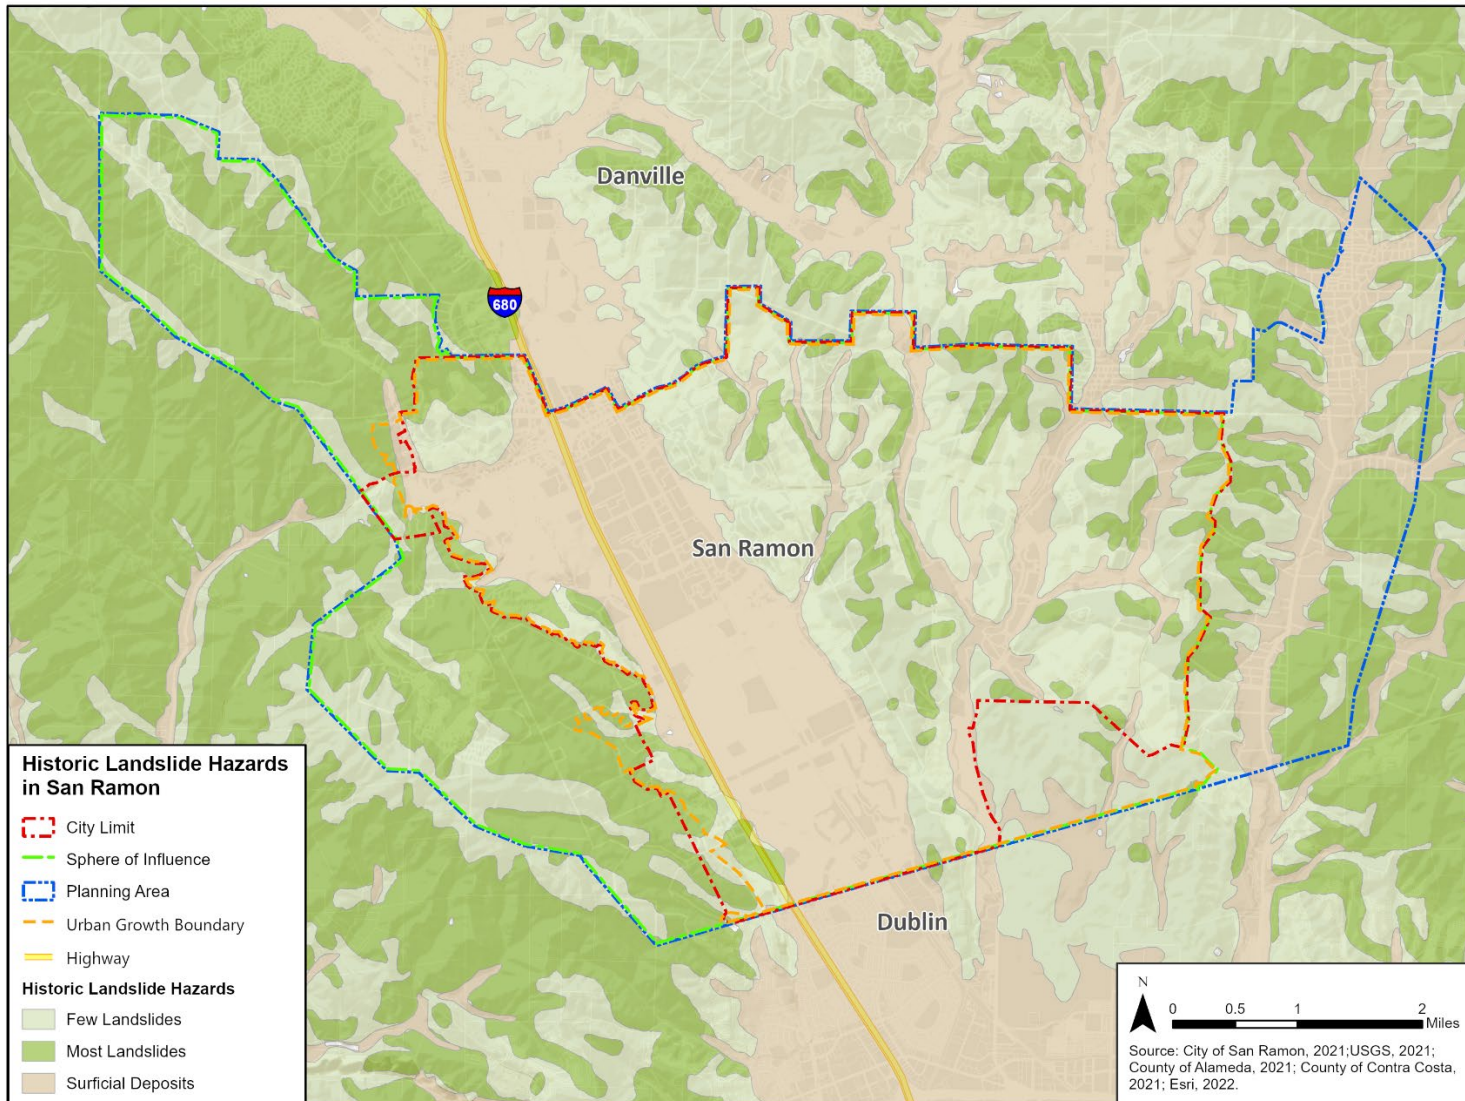 Danville
680
San Ramon
Dublin
Historic Landslide Hazards
in San Ramon
City Limit
Sphere of Influence
Planning Area
Urban Growth Boundary
Highway
Historic Landslide Hazards
Few Landslides
Most Landslides
Surficial Deposits
N
0 0.5 1 2
Miles
Source: City of San Ramon, 2021;USGS, 2021;
County of Alameda, 2021; County of Contra Costa,
2021; Esri, 2022.